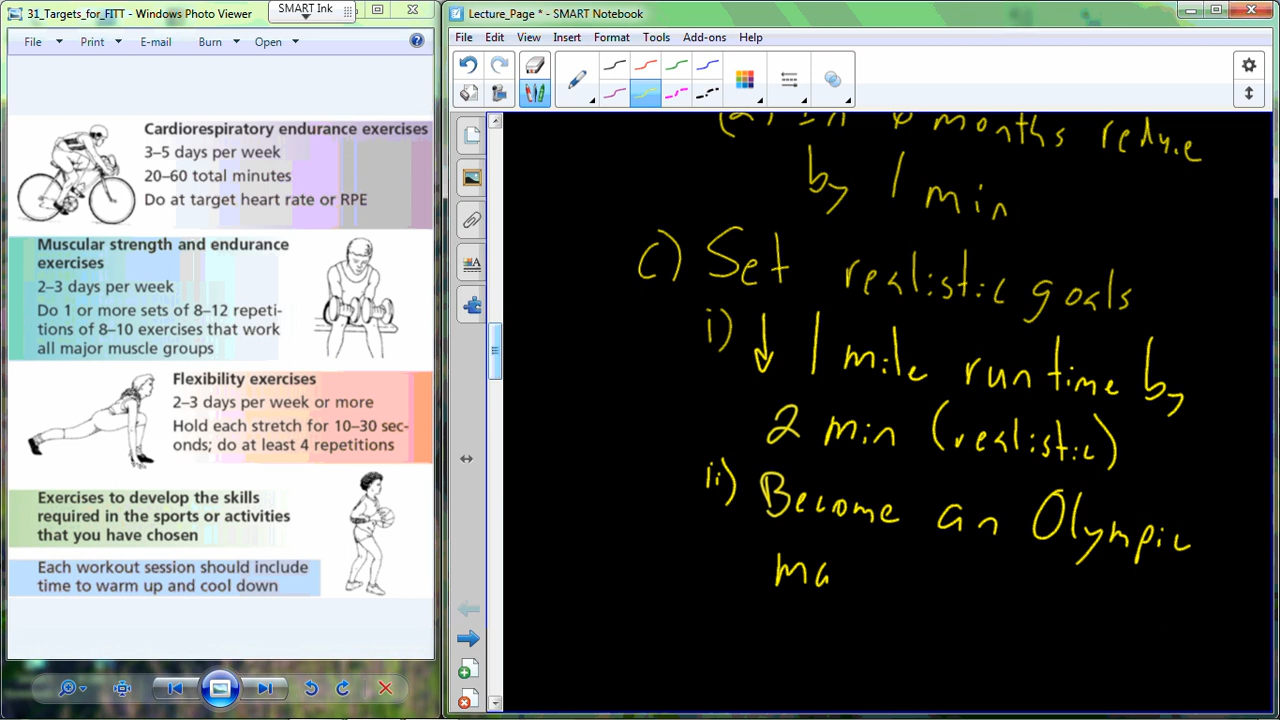 31_Targets_for_FITT - Windows Photo Viewer
SMART Ink
File Print E-mail Burn Open
Cardiorespiratory endurance exercises
3–5 days per week
20–60 total minutes
Do at target heart rate or RPE
Muscular strength and endurance
exercises
2–3 days per week
Do 1 or more sets of 8–12 repeti-
tions of 8–10 exercises that work
all major muscle groups
Flexibility exercises
2–3 days per week or more
Hold each stretch for 10–30 sec-
onds; do at least 4 repetitions
Exercises to develop the skills
required in the sports or activities
that you have chosen
Each workout session should include
time to warm up and cool down
Lecture_Page * - SMART Notebook
File Edit View Insert Format Tools Add-ons Help
months reduce
by 1 min
c) Set realistic goals
i) ↓ 1 mile run time by
2 min (realistic)
ii) Become an Olympic
ma